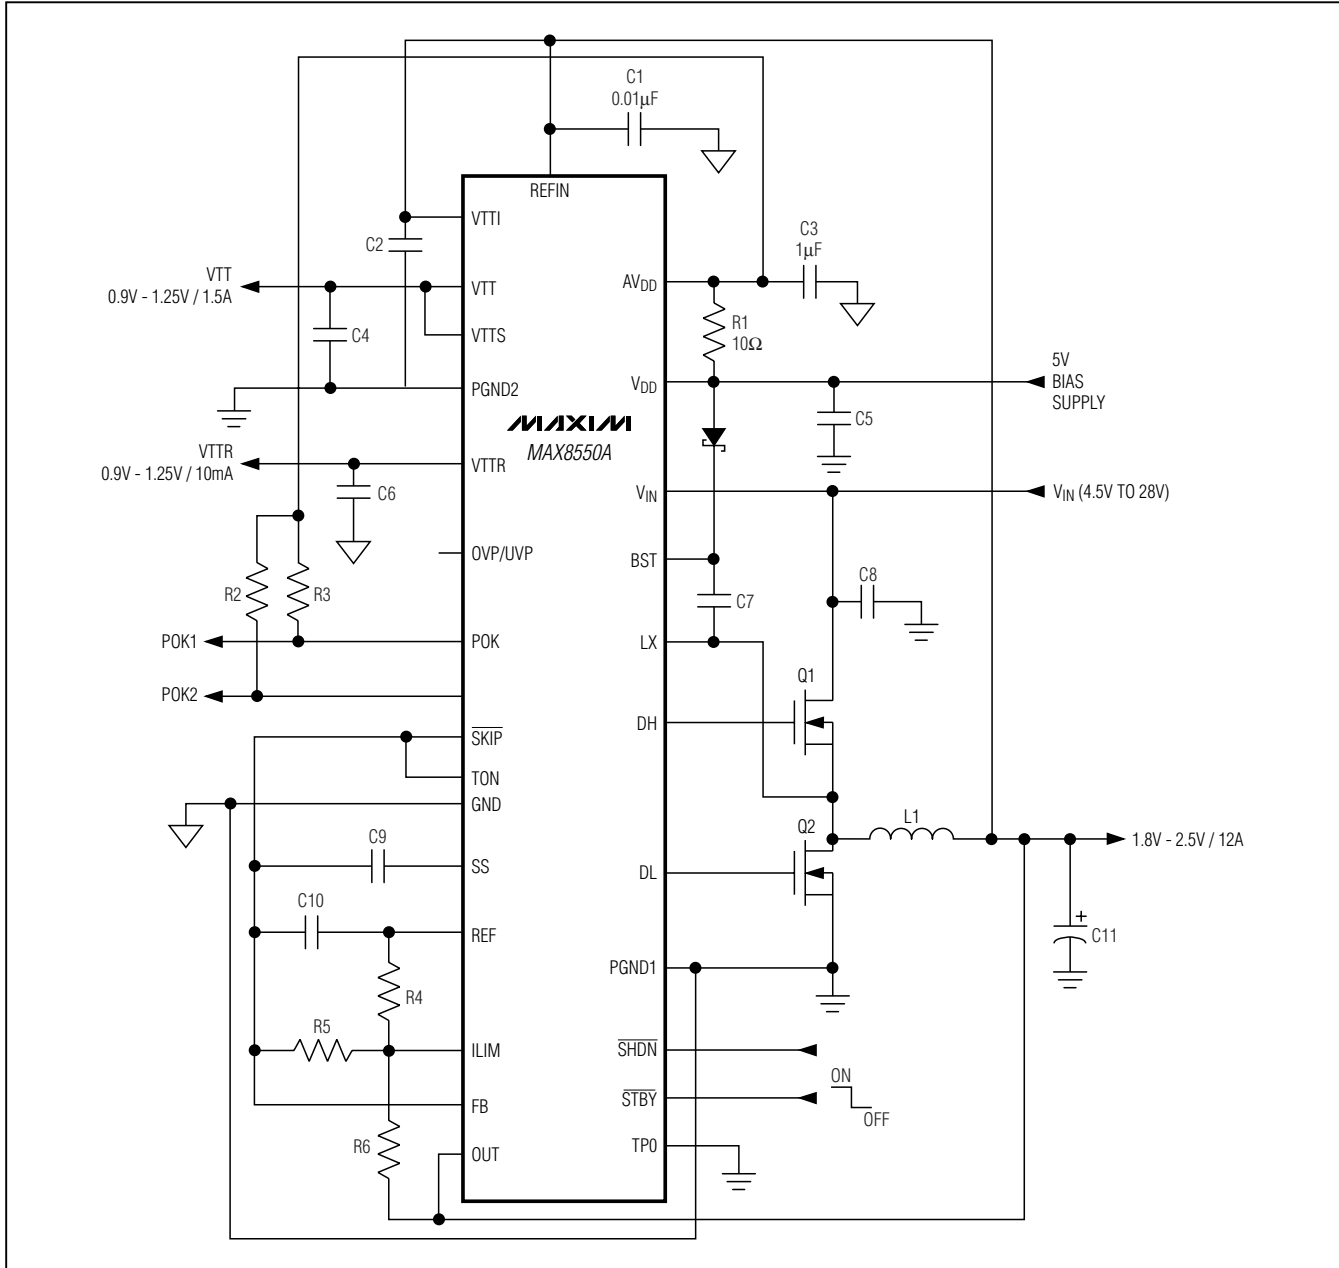 C1
0.01µF
REFIN
VTTI
C2
C3
1µF
VTT
0.9V - 1.25V / 1.5A
VTT
AVDD
R1
10Ω
C4
VTTS
5V
BIAS
SUPPLY
PGND2
VDD
C5
MAXIM
MAX8550A
VTTR
0.9V - 1.25V / 10mA
VTTR
C6
VIN
VIN (4.5V TO 28V)
OVP/UVP
BST
C8
R2
R3
C7
POK1
POK
LX
Q1
POK2
DH
SKIP
TON
GND
L1
Q2
1.8V - 2.5V / 12A
C9
SS
DL
C10
REF
+
C11
PGND1
R4
R5
ILIM
SHDN
ON
OFF
FB
STBY
R6
OUT
TP0